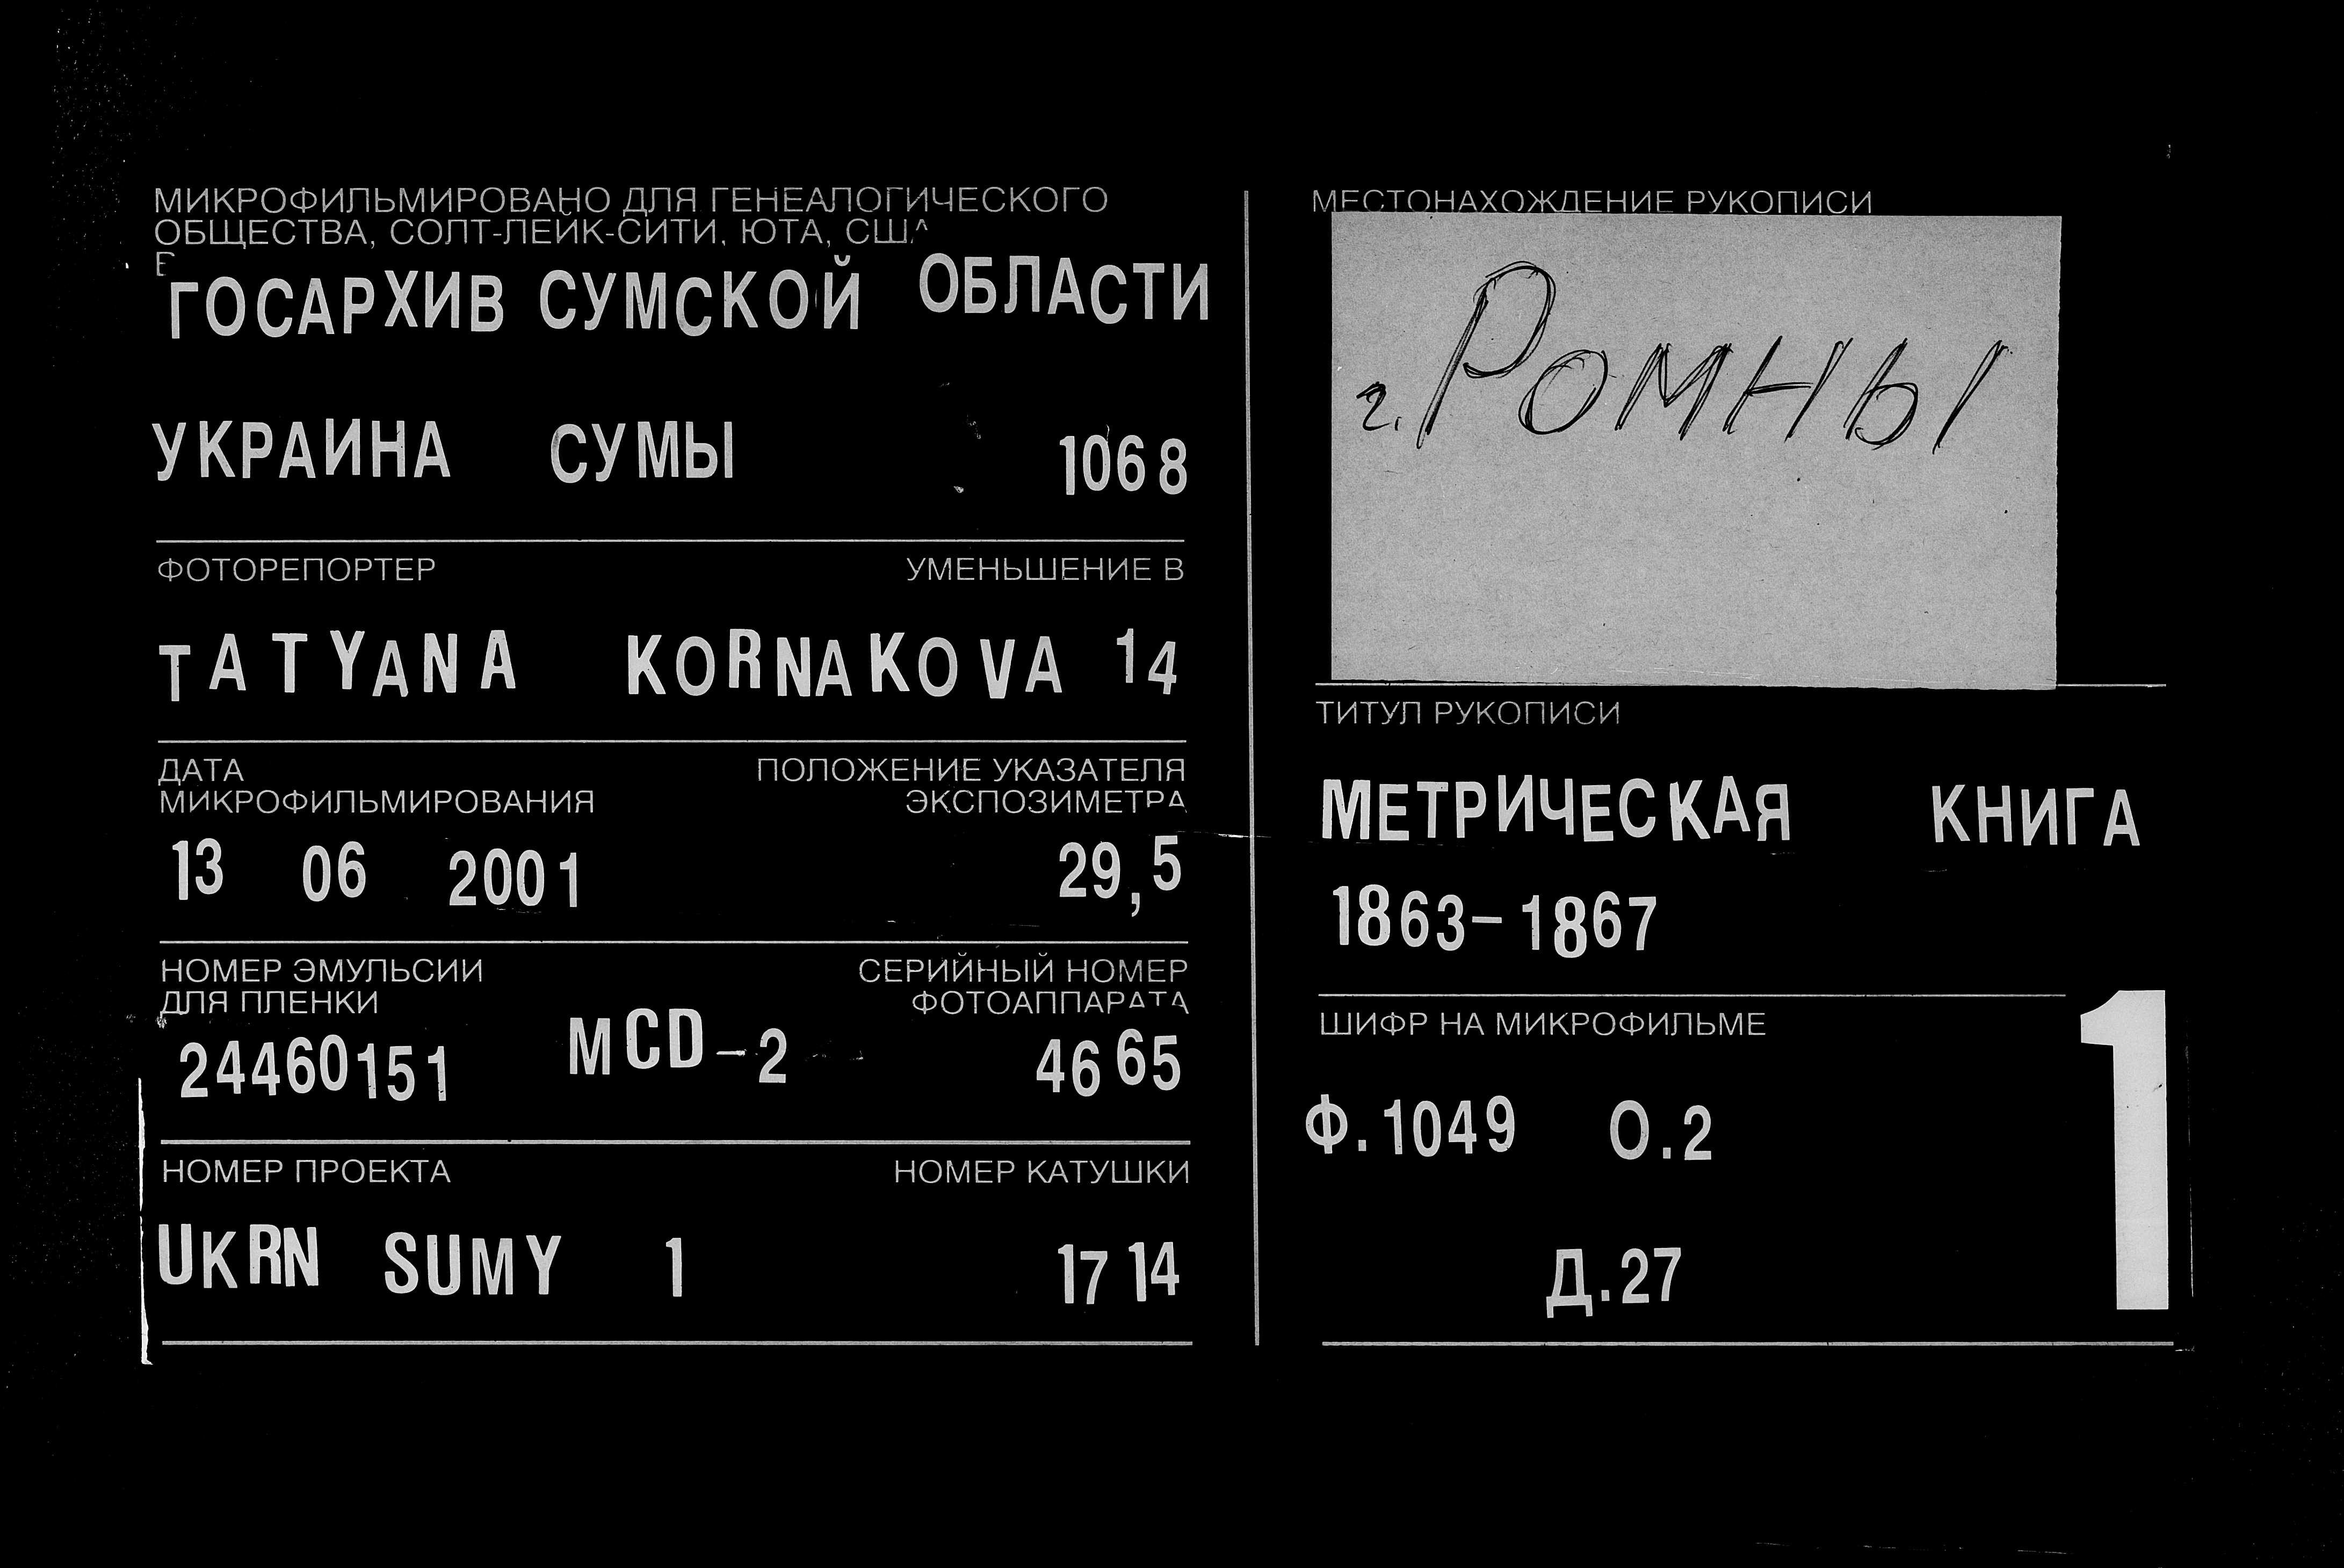 МИКРОФИЛЬМИРОВАНО ДЛЯ ГЕНЕАЛОГИЧЕСКОГО
ОБЩЕСТВА, СОЛТ-ЛЕЙК-СИТИ, ЮТА, США
В
ГОСАРХИВ СУМСКОЙ ОБЛАСТИ
УКРАИНА СУМЫ 1068
ФОТОРЕПОРТЕР УМЕНЬШЕНИЕ В
TATYANA KORNAKOVA 14
ДАТА ПОЛОЖЕНИЕ УКАЗАТЕЛЯ
МИКРОФИЛЬМИРОВАНИЯ ЭКСПОЗИМЕТРА
13 06 2001 29,5
НОМЕР ЭМУЛЬСИИ СЕРИЙНЫЙ НОМЕР
ДЛЯ ПЛЕНКИ ФОТОАППАРАТА
24460151 MCD-2 4665
НОМЕР ПРОЕКТА НОМЕР КАТУШКИ
UKRN SUMY 1 1714
МЕСТОНАХОЖДЕНИЕ РУКОПИСИ
г. Ромны
ТИТУЛ РУКОПИСИ
МЕТРИЧЕСКАЯ КНИГА
1863-1867
ШИФР НА МИКРОФИЛЬМЕ
Ф.1049 О.2
Д.27
1